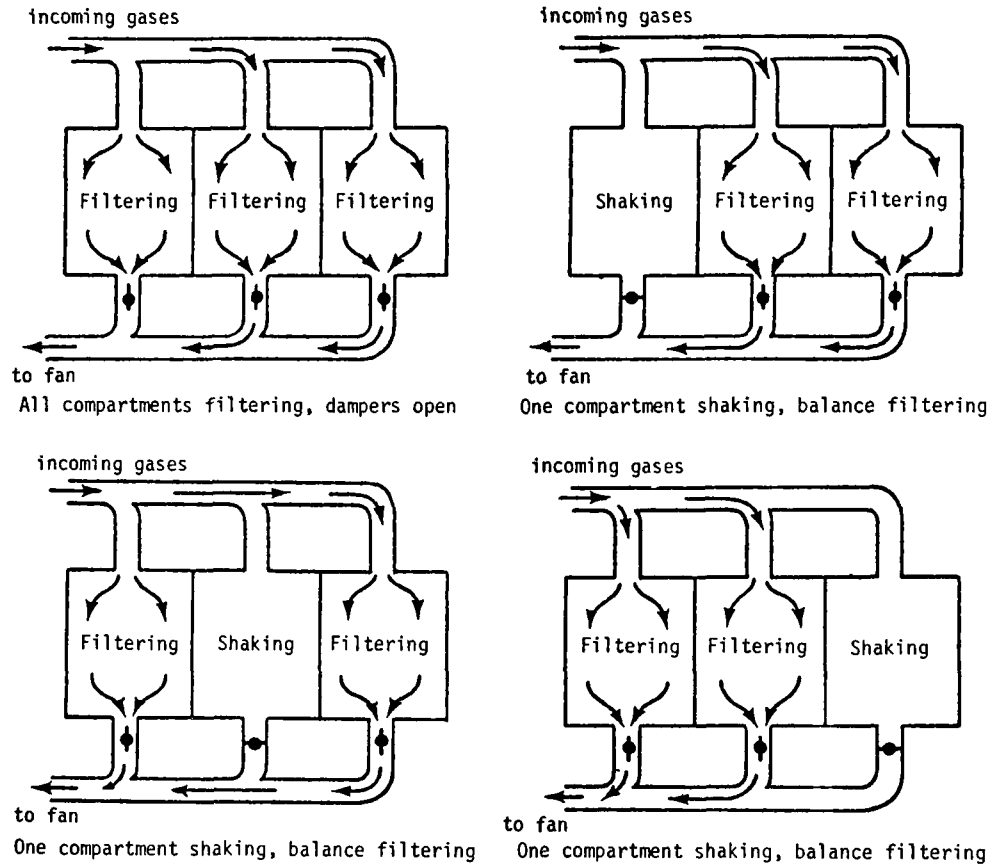 incoming gases
Filtering Filtering Filtering
to fan
All compartments filtering, dampers open
incoming gases
Shaking Filtering Filtering
to fan
One compartment shaking, balance filtering
incoming gases
Filtering Shaking Filtering
to fan
One compartment shaking, balance filtering
incoming gases
Filtering Filtering Shaking
to fan
One compartment shaking, balance filtering